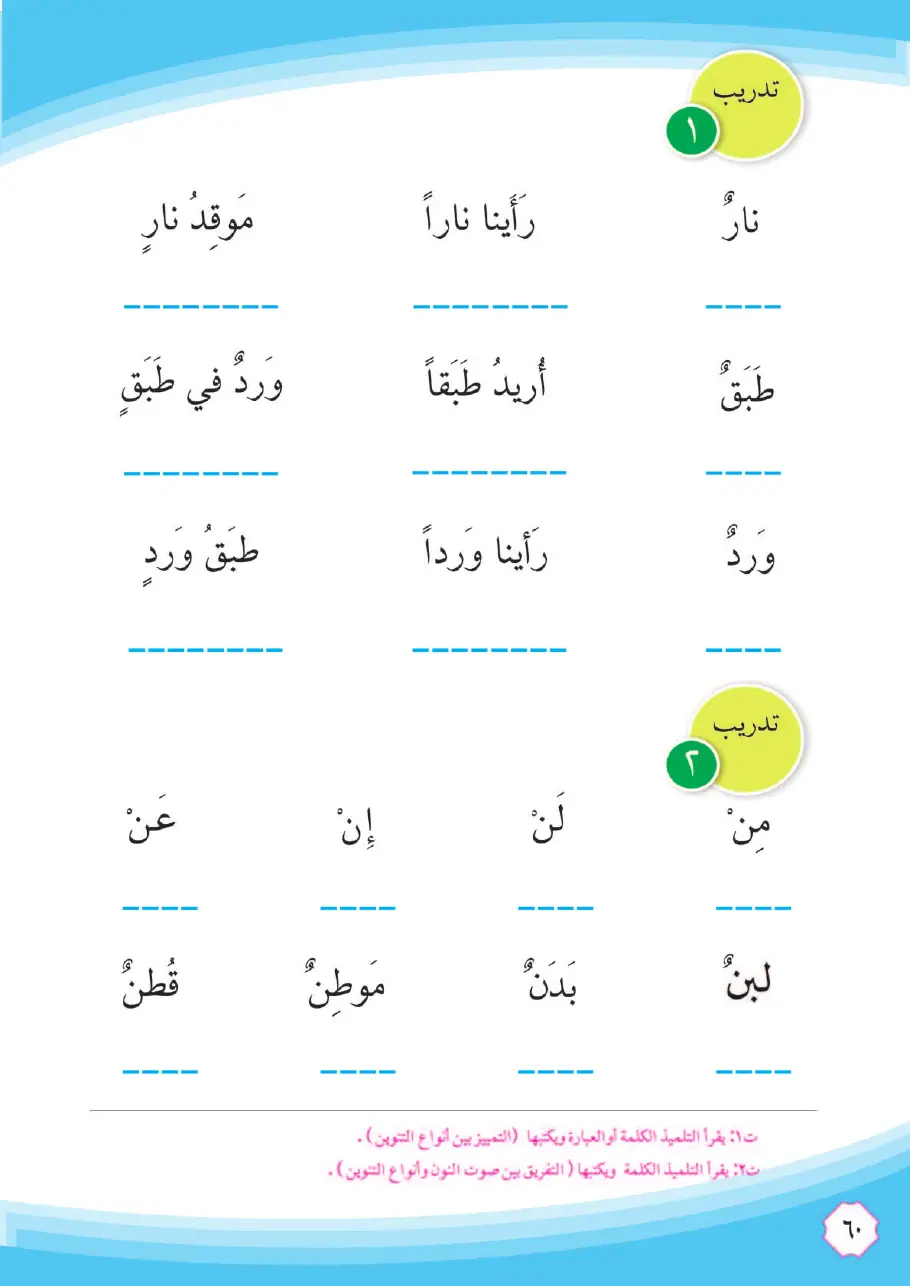 تدريب
١
نارٌ رَأَينا ناراً مَوقِدُ نارٍ
طَبَقٌ أُريدُ طَبَقاً وَردٌ في طَبَقٍ
وَردٌ رَأينا وَرداً طبَقُ وَردٍ
تدريب
٢
مِنْ لَنْ إِنْ عَنْ
لبنٌ بَدَنٌ مَوطِنٌ قُطنٌ
ت١: يقرأ التلميذ الكلمة أو العبارة ويكتبها (التمييز بين أنواع التنوين) .
ت٢: يقرأ التلميذ الكلمة ويكتبها ( التفريق بين صوت النون وأنواع التنوين ) .
٦٠